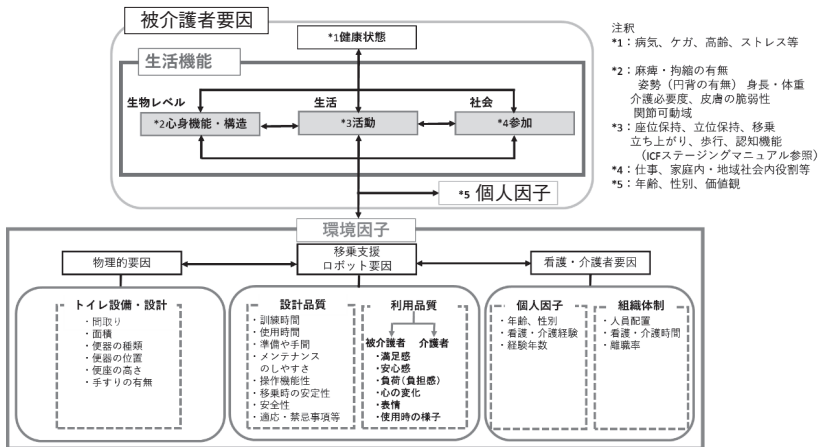 被介護者要因
*1健康状態
生活機能
生物レベル
生活
社会
*2心身機能・構造
*3活動
*4参加
*5 個人因子
注釈
*1：病気、ケガ、高齢、ストレス等
*2：麻痺・拘縮の有無
姿勢（円背の有無） 身長・体重
介護必要度、皮膚の脆弱性
関節可動域
*3：座位保持、立位保持、移乗
立ち上がり、歩行、認知機能
（ICFステージングマニュアル参照）
*4：仕事、家庭内・地域社会内役割等
*5：年齢、性別、価値観
環境因子
物理的要因
移乗支援
ロボット要因
看護・介護者要因
トイレ設備・設計
・間取り
・面積
・便器の種類
・便器の位置
・便座の高さ
・手すりの有無
設計品質
・訓練時間
・使用時間
・準備や手間
・メンテナンス
のしやすさ
・操作機能性
・移乗時の安定性
・安全性
・適応・禁忌事項等
利用品質
被介護者 介護者
・満足感
・安心感
・負荷（負担感）
・心の変化
・表情
・使用時の様子
個人因子
・年齢、性別
・看護・介護経験
・経験年数
組織体制
・人員配置
・看護・介護時間
・離職率